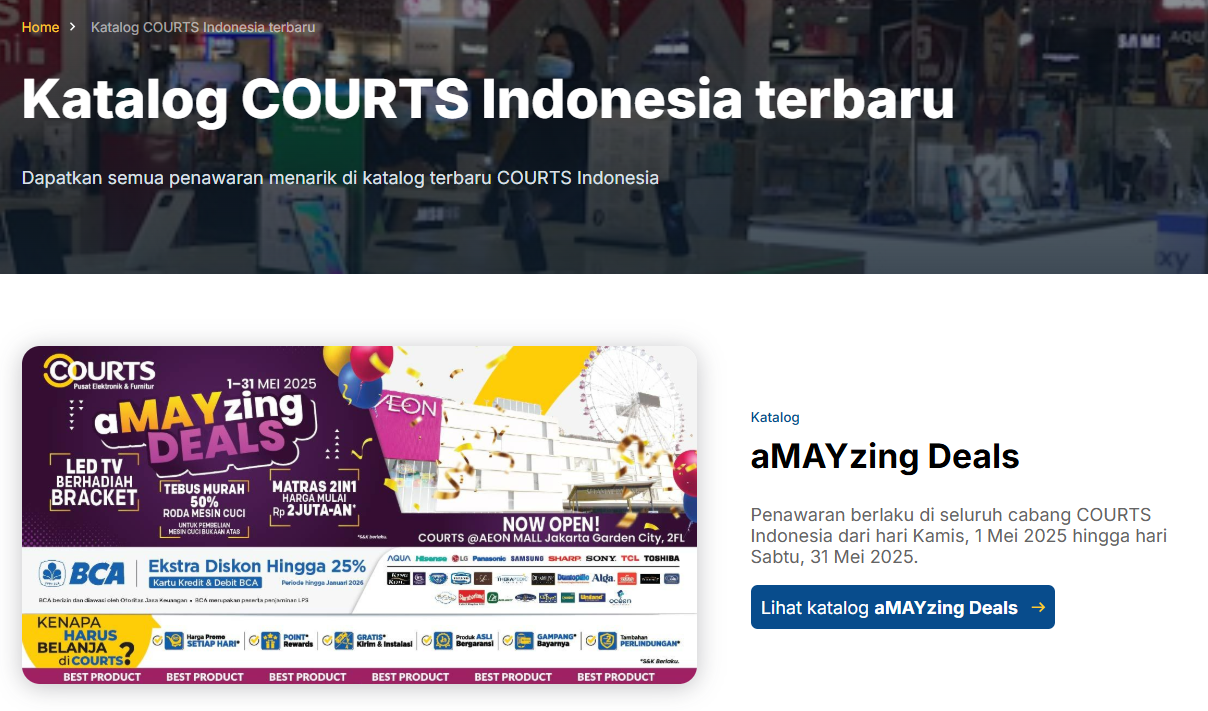 Home > Katalog COURTS Indonesia terbaru
Katalog COURTS Indonesia terbaru
Dapatkan semua penawaran menarik di katalog terbaru COURTS Indonesia
COURTS
Pusat Elektronik & Furnitur
1–31 MEI 2025
aMAYzing
DEALS
LED TV
BERHADIAH
BRACKET
TEBUS MURAH
50%
RODA MESIN CUCI
UNTUK PEMBELIAN
MESIN CUCI BUKAAN ATAS
MATRAS 2IN1
HARGA MULAI
Rp 2JUTA-AN*
*S&K berlaku.
AEON
NOW OPEN!
COURTS @AEON MALL Jakarta Garden City, 2FL
BCA
Ekstra Diskon Hingga 25%
Kartu Kredit & Debit BCA
Periode hingga Januari 2026
BCA berizin dan diawasi oleh Otoritas Jasa Keuangan • BCA merupakan peserta penjaminan LPS
AQUA Hisense LG Panasonic SAMSUNG SHARP SONY TCL TOSHIBA
KENAPA
HARUS
BELANJA
di COURTS?
Harga Promo
SETIAP HARI*
POINT*
Rewards
GRATIS*
Kirim & Instalasi
Produk ASLI
Bergaransi
GAMPANG*
Bayarnya
Tambahan
PERLINDUNGAN*
*S&K Berlaku.
BEST PRODUCT BEST PRODUCT BEST PRODUCT BEST PRODUCT BEST PRODUCT BEST PRODUCT
Katalog
aMAYzing Deals
Penawaran berlaku di seluruh cabang COURTS
Indonesia dari hari Kamis, 1 Mei 2025 hingga hari
Sabtu, 31 Mei 2025.
Lihat katalog aMAYzing Deals →